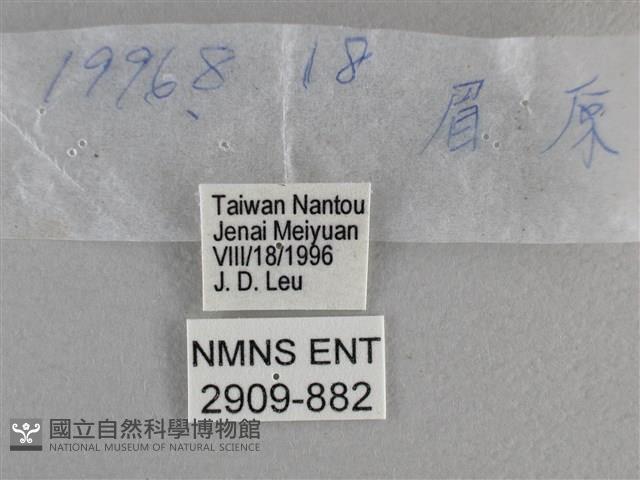 1996.8 18 眉 原
Taiwan Nantou
Jenai Meiyuan
VIII/18/1996
J. D. Leu
NMNS ENT
2909-882
國立自然科學博物館
NATIONAL MUSEUM OF NATURAL SCIENCE